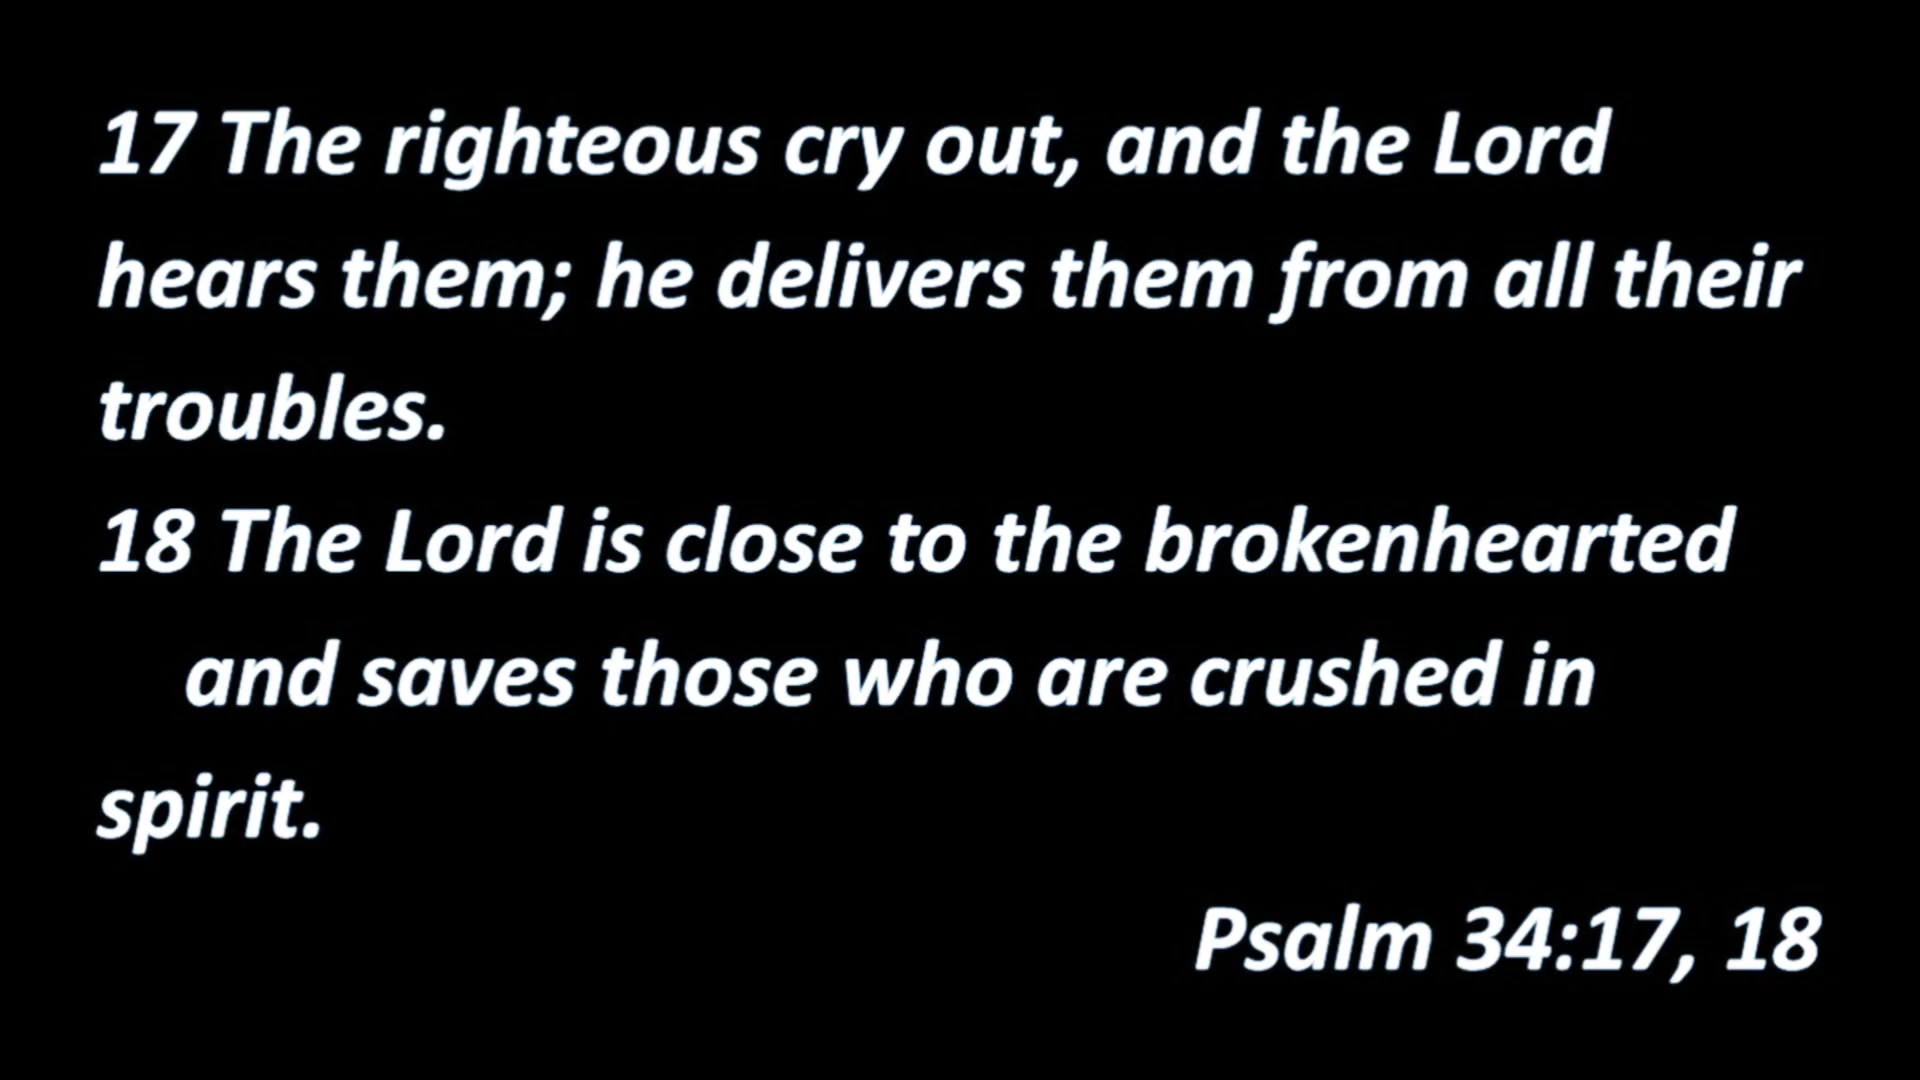 17 The righteous cry out, and the Lord
hears them; he delivers them from all their
troubles.
18 The Lord is close to the brokenhearted
and saves those who are crushed in
spirit.
Psalm 34:17, 18